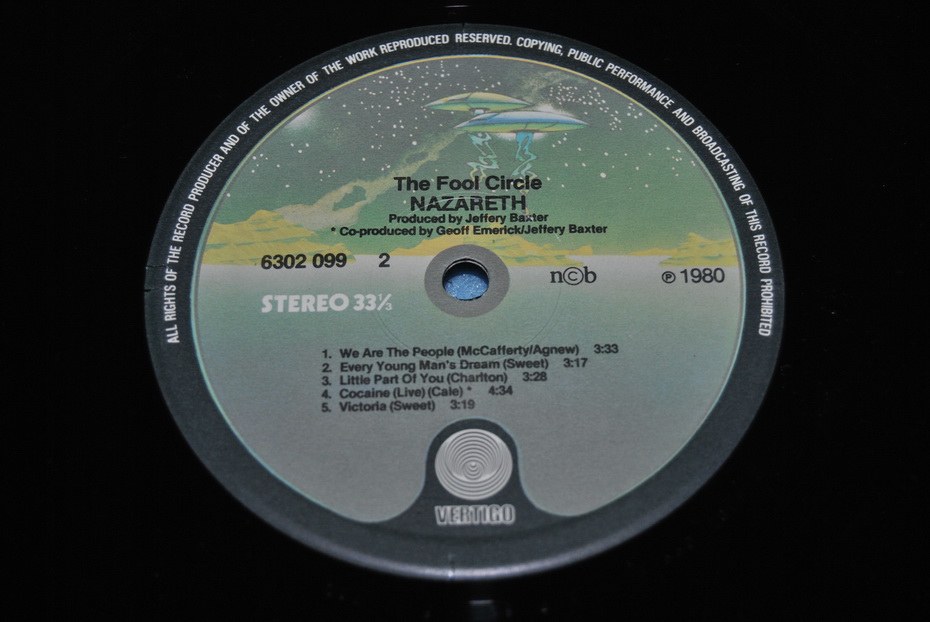 ALL RIGHTS OF THE RECORD PRODUCER AND OF THE OWNER OF THE WORK REPRODUCED RESERVED. COPYING, PUBLIC PERFORMANCE AND BROADCASTING OF THIS RECORD PROHIBITED
The Fool Circle
NAZARETH
Produced by Jeffery Baxter
* Co-produced by Geoff Emerick/Jeffery Baxter
6302 099 2 n©b ℗ 1980
STEREO 33⅓
1. We Are The People (McCafferty/Agnew) 3:33
2. Every Young Man's Dream (Sweet) 3:17
3. Little Part Of You (Charlton) 3:28
4. Cocaine (Live) (Cale) * 4:34
5. Victoria (Sweet) 3:19
VERTIGO